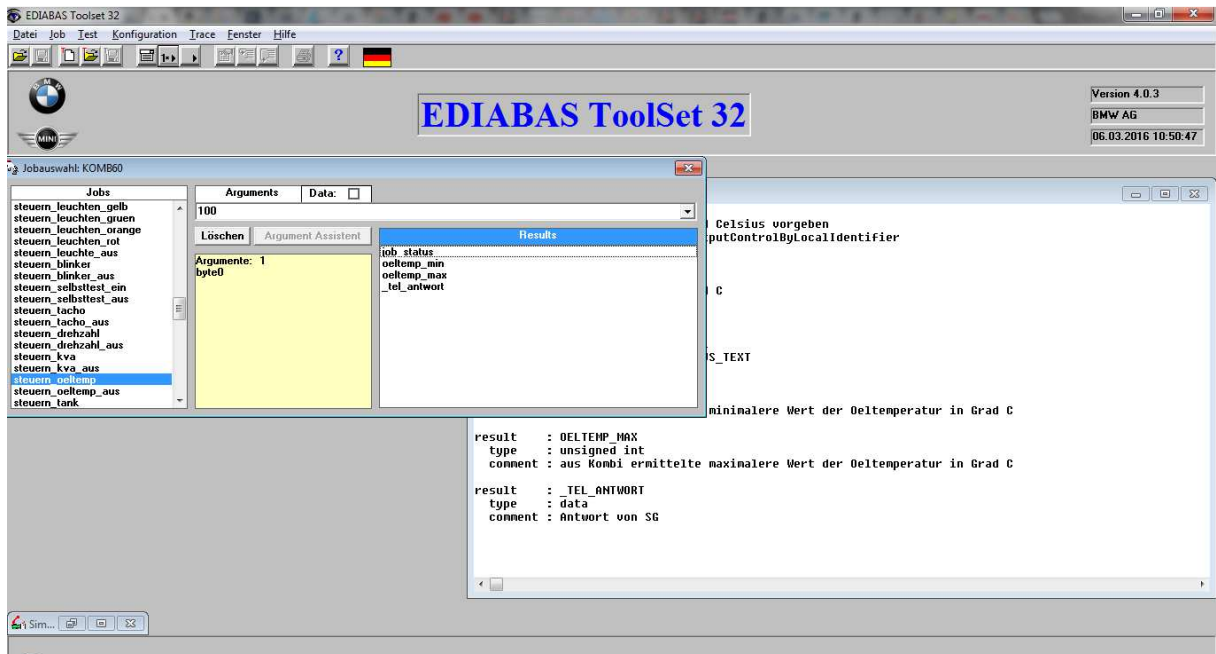 EDIABAS Toolset 32
Datei Job Test Konfiguration Trace Fenster Hilfe
?
BMW
MINI
EDIABAS ToolSet 32
Version 4.0.3
BMW AG
06.03.2016 10:50:47
Jobauswahl: KOMB60
Jobs
steuern_leuchten_gelb
steuern_leuchten_gruen
steuern_leuchten_orange
steuern_leuchten_rot
steuern_leuchte_aus
steuern_blinker
steuern_blinker_aus
steuern_selbsttest_ein
steuern_selbsttest_aus
steuern_tacho
steuern_tacho_aus
steuern_drehzahl
steuern_drehzahl_aus
steuern_kva
steuern_kva_aus
steuern_oeltemp
steuern_oeltemp_aus
steuern_tank
Arguments Data:
100
Löschen Argument Assistent
Argumente: 1
byte0
Results
job_status
oeltemp_min
oeltemp_max
_tel_antwort
Celsius vorgeben
putControlByLocalIdentifier
C
S_TEXT
minimalere Wert der Oeltemperatur in Grad C
result : OELTEMP_MAX
type : unsigned int
comment : aus Kombi ermittelte maximalere Wert der Oeltemperatur in Grad C
result : _TEL_ANTWORT
type : data
comment : Antwort von SG
Sim...